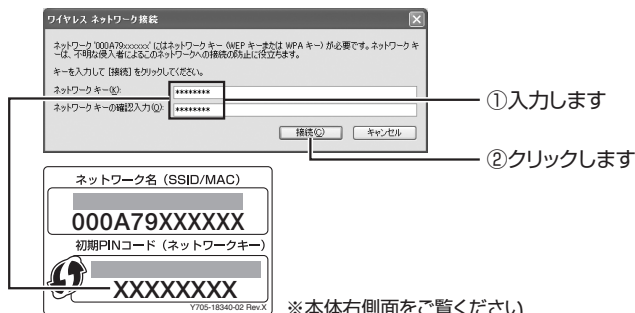 ワイヤレス ネットワーク接続
ネットワーク '000A79xxxxxx' にはネットワーク キー (WEP キーまたは WPA キー) が必要です。ネットワーク キ
ーは、不明な侵入者によるこのネットワークへの接続の防止に役立ちます。
キーを入力して [接続] をクリックしてください。
ネットワーク キー(K):
********
ネットワーク キーの確認入力(O):
********
接続(C)
キャンセル
①入力します
②クリックします
ネットワーク名（SSID/MAC）
000A79XXXXXX
初期PINコード（ネットワークキー）
XXXXXXXX
Y705-18340-02 Rev.X
※本体右側面をご覧ください